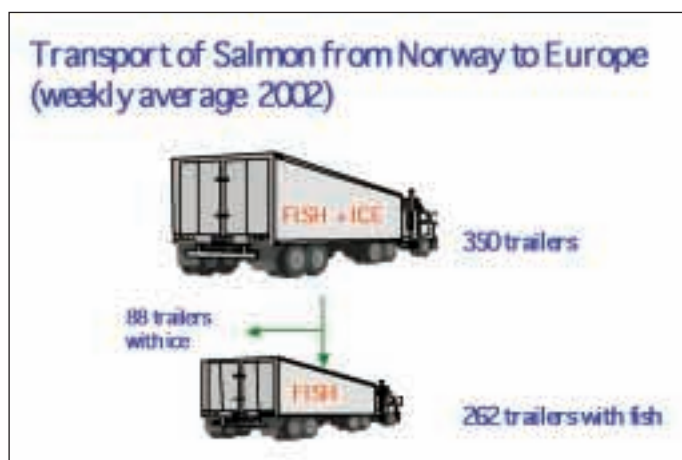 Transport of Salmon from Norway to Europe
(weekly average 2002)
FISH + ICE
350 trailers
88 trailers
with ice
FISH
262 trailers with fish